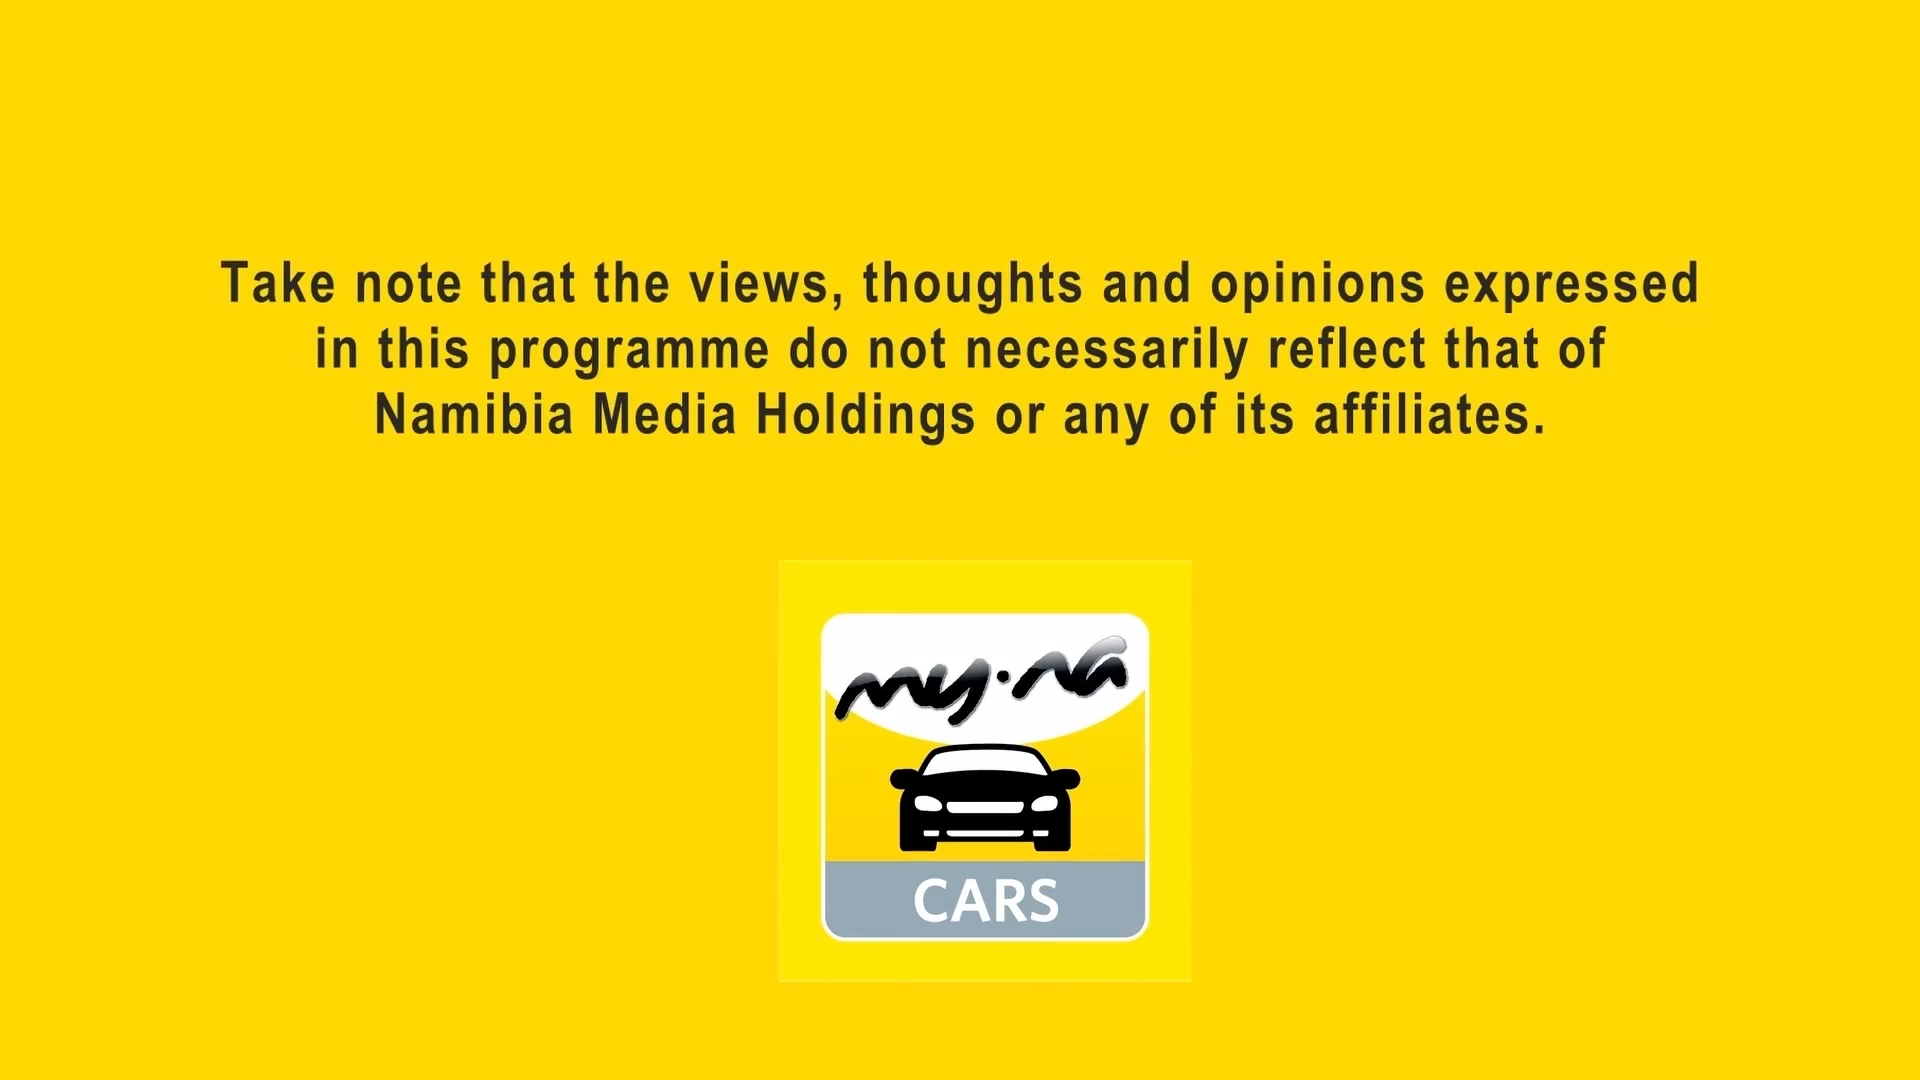 Take note that the views, thoughts and opinions expressed
in this programme do not necessarily reflect that of
Namibia Media Holdings or any of its affiliates.
my·na
CARS